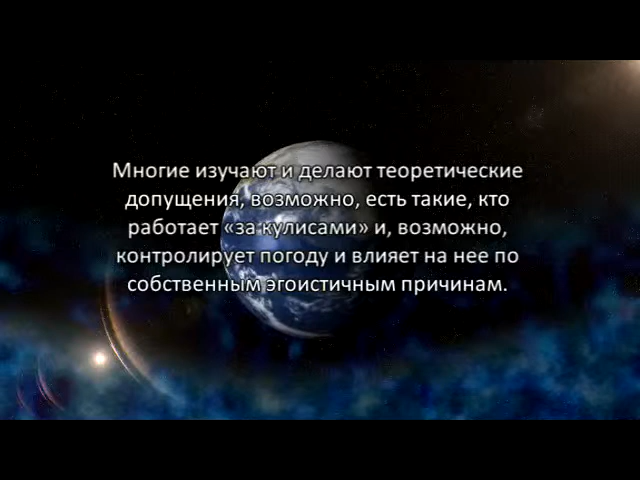 Многие изучают и делают теоретические
допущения, возможно, есть такие, кто
работает «за кулисами» и, возможно,
контролирует погоду и влияет на нее по
собственным эгоистичным причинам.